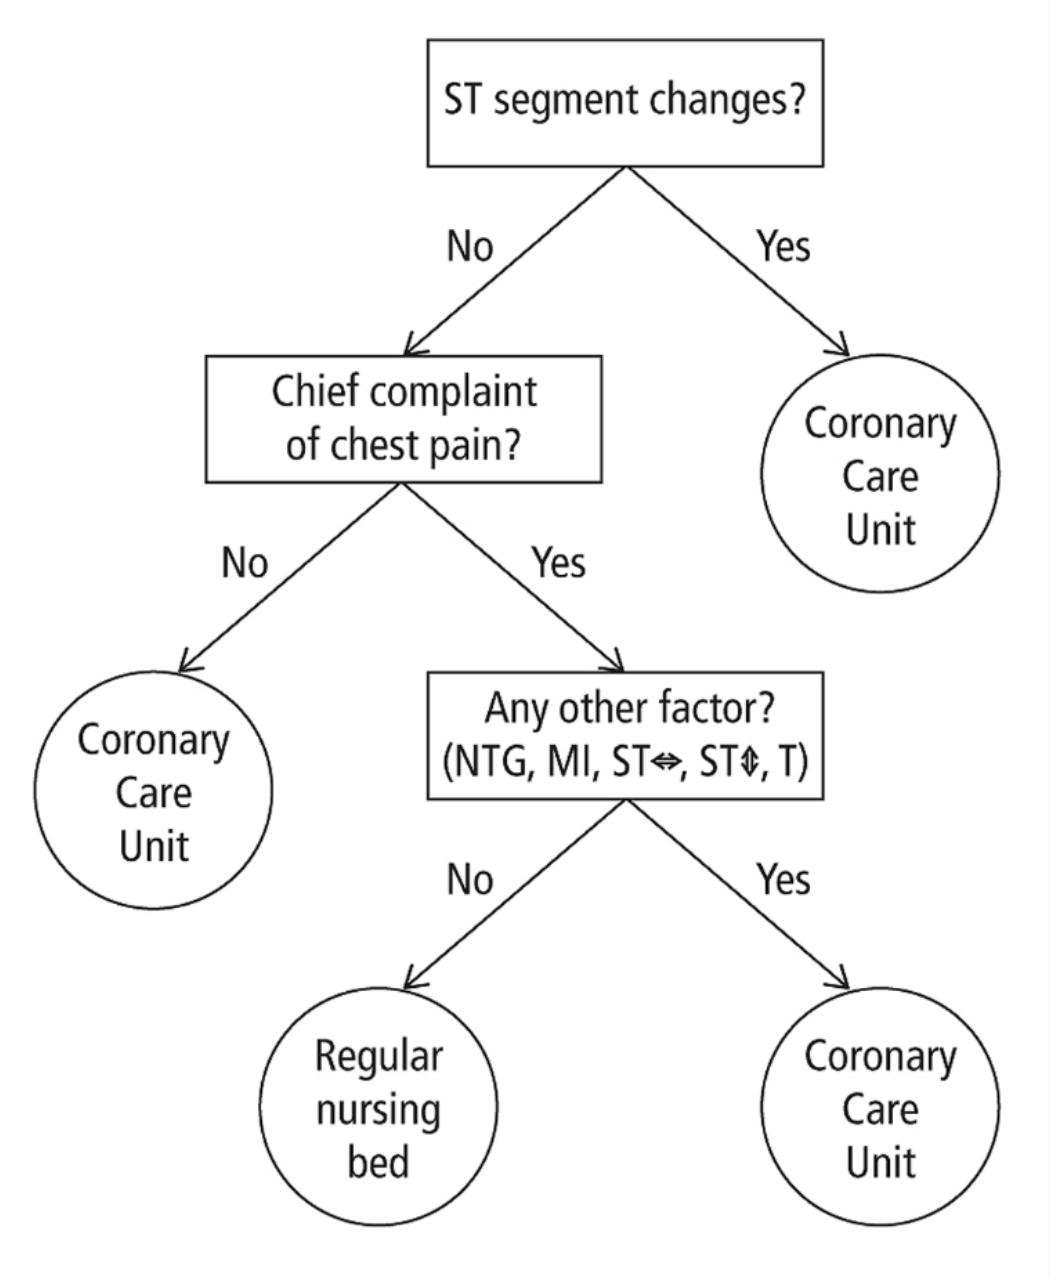 ST segment changes?
No
Yes
Chief complaint
of chest pain?
Coronary
Care
Unit
No
Yes
Coronary
Care
Unit
Any other factor?
(NTG, MI, ST⇔, ST⇕, T)
No
Yes
Regular
nursing
bed
Coronary
Care
Unit